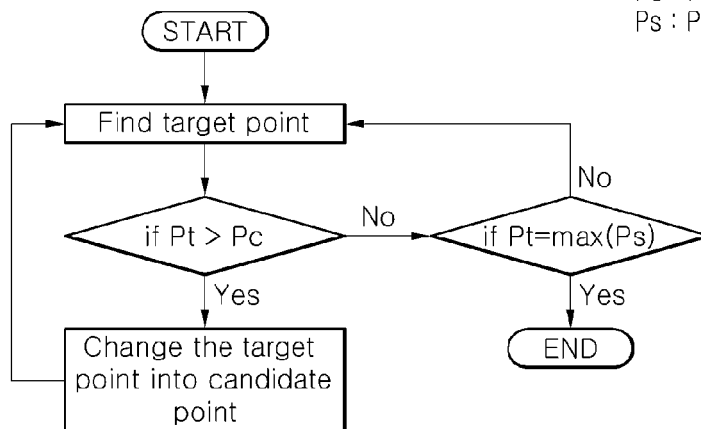 START
Ps : P
Find target point
No
if Pt > Pc
No
if Pt=max(Ps)
Yes
Yes
Change the target
point into candidate
point
END